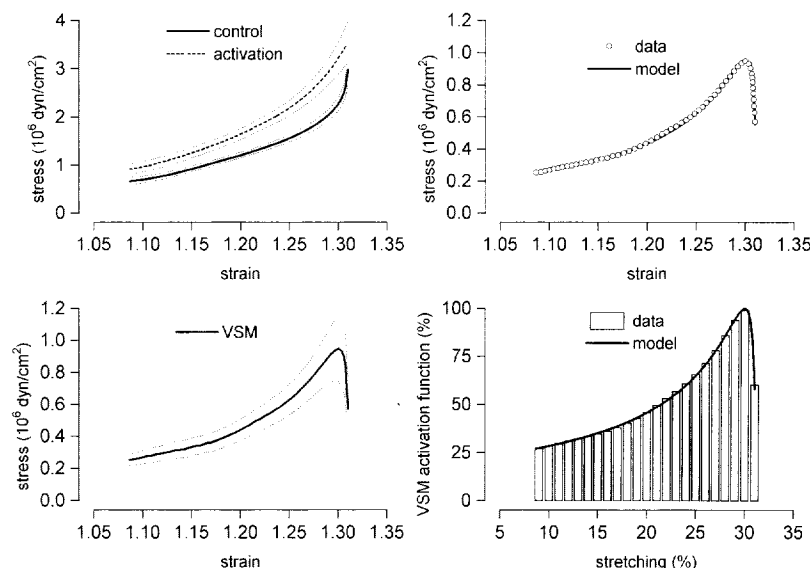 control
activation
stress (10⁶ dyn/cm²)
4
3
2
1
0
1.05 1.10 1.15 1.20 1.25 1.30 1.35
strain
data
model
stress (10⁶ dyn/cm²)
1.2
1.0
0.8
0.6
0.4
0.2
0.0
1.05 1.10 1.15 1.20 1.25 1.30 1.35
strain
VSM
stress (10⁶ dyn/cm²)
1.2
1.0
0.8
0.6
0.4
0.2
0.0
1.05 1.10 1.15 1.20 1.25 1.30 1.35
strain
data
model
VSM activation function (%)
100
75
50
25
0
5 10 15 20 25 30 35
stretching (%)